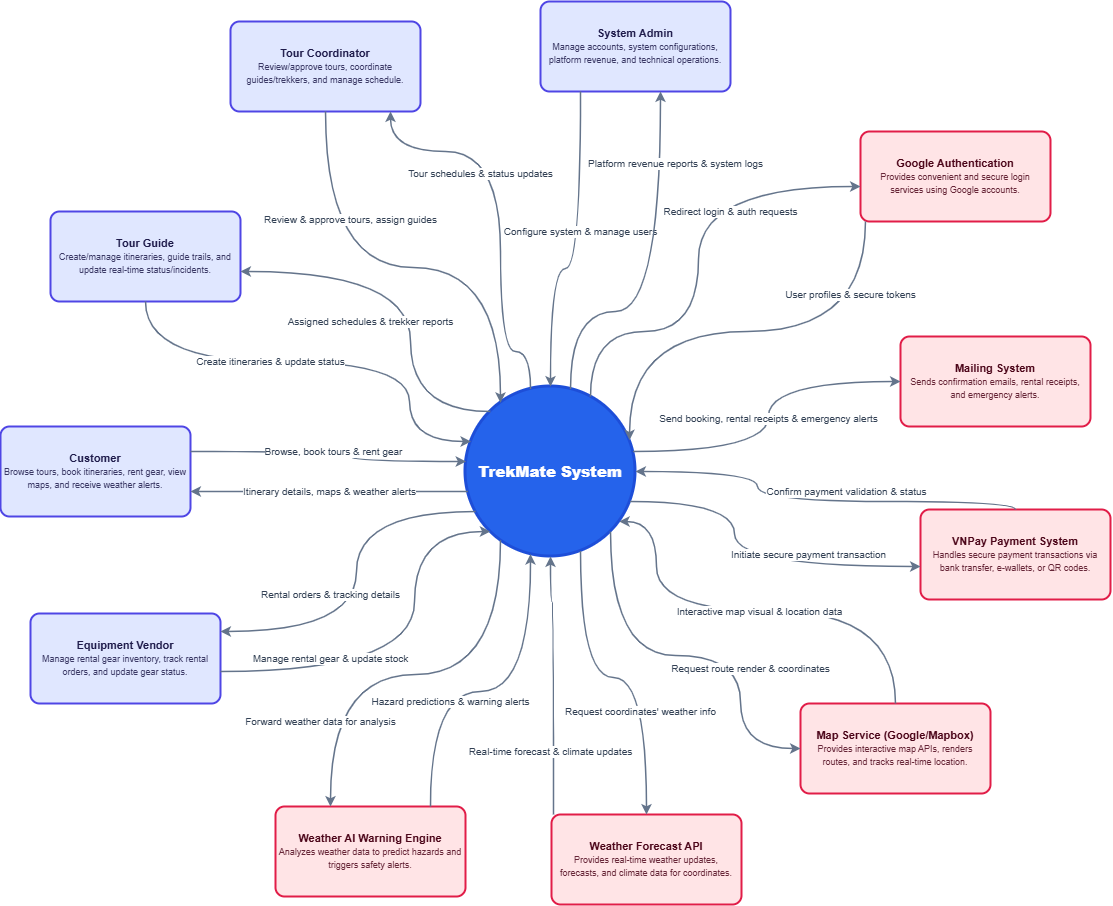 System Admin
Manage accounts, system configurations,
platform revenue, and technical operations.
Tour Coordinator
Review/approve tours, coordinate
guides/trekkers, and manage schedule.
Google Authentication
Provides convenient and secure login
services using Google accounts.
Platform revenue reports & system logs
Tour schedules & status updates
Redirect login & auth requests
Review & approve tours, assign guides
Configure system & manage users
Tour Guide
Create/manage itineraries, guide trails, and
update real-time status/incidents.
User profiles & secure tokens
Assigned schedules & trekker reports
Create itineraries & update status
Mailing System
Sends confirmation emails, rental receipts,
and emergency alerts.
Send booking, rental receipts & emergency alerts
Customer
Browse tours, book itineraries, rent gear, view
maps, and receive weather alerts.
Browse, book tours & rent gear
Itinerary details, maps & weather alerts
TrekMate System
Confirm payment validation & status
VNPay Payment System
Handles secure payment transactions via
bank transfer, e-wallets, or QR codes.
Initiate secure payment transaction
Rental orders & tracking details
Interactive map visual & location data
Equipment Vendor
Manage rental gear inventory, track rental
orders, and update gear status.
Manage rental gear & update stock
Request route render & coordinates
Hazard predictions & warning alerts
Request coordinates' weather info
Forward weather data for analysis
Map Service (Google/Mapbox)
Provides interactive map APIs, renders
routes, and tracks real-time location.
Real-time forecast & climate updates
Weather AI Warning Engine
Analyzes weather data to predict hazards and
triggers safety alerts.
Weather Forecast API
Provides real-time weather updates,
forecasts, and climate data for coordinates.